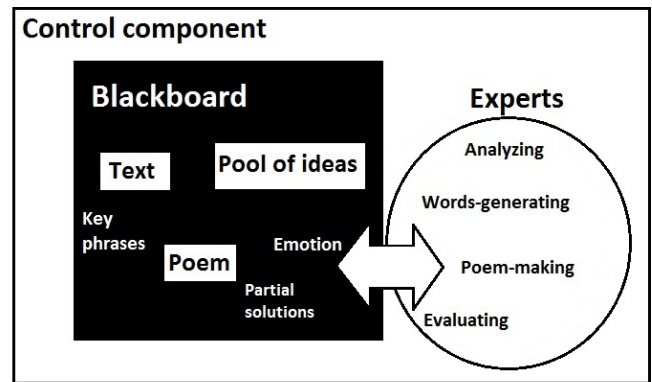 Control component
Blackboard
Text
Pool of ideas
Key
phrases
Poem
Emotion
Partial
solutions
Experts
Analyzing
Words-generating
Poem-making
Evaluating